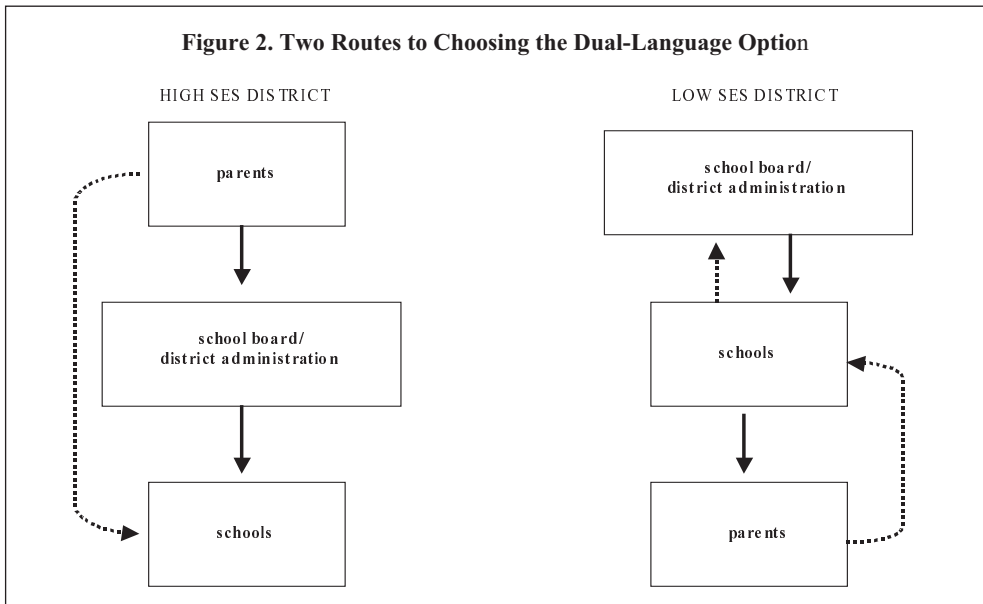 Figure 2. Two Routes to Choosing the Dual-Language Option
HIGH SES DISTRICT
parents
school board/
district administration
schools
LOW SES DISTRICT
school board/
district administration
schools
parents